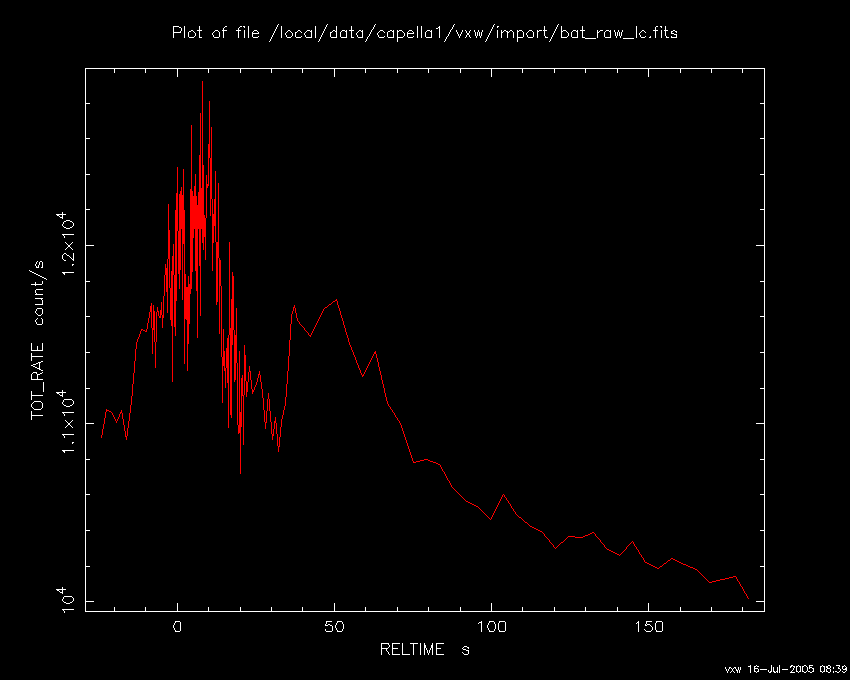 Plot of file /local/data/capella1/vxw/import/bat_raw_lc.fits
TOT_RATE count/s
1.2×10⁴
1.1×10⁴
10⁴
0 50 100 150
RELTIME s
vxw 16-Jul-2005 08:39